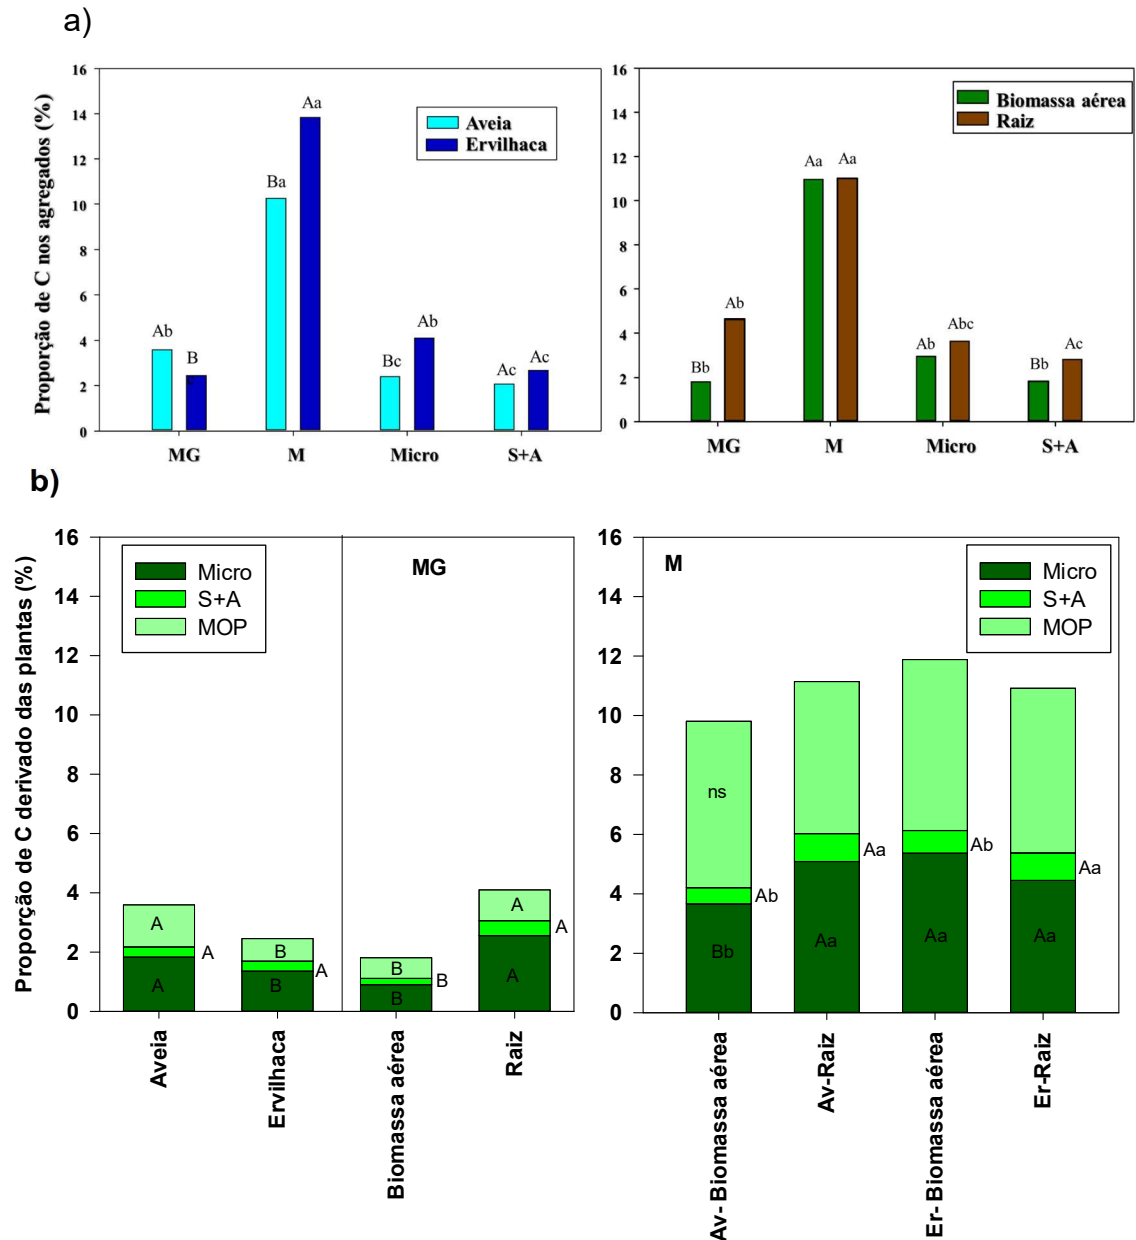 a)
Proporção de C nos agregados (%)
16
14
12
10
8
6
4
2
0
Aveia
Ervilhaca
Ab
B
Ba
Aa
Bc
Ab
Ac
Ac
MG
M
Micro
S+A
16
14
12
10
8
6
4
2
0
Biomassa aérea
Raiz
Bb
Ab
Aa
Aa
Ab
Abc
Bb
Ac
MG
M
Micro
S+A
b)
Proporção de C derivado das plantas (%)
16
14
12
10
8
6
4
2
0
Micro
S+A
MOP
MG
A
A
A
B
A
B
B
B
B
A
A
A
Aveia
Ervilhaca
Biomassa aérea
Raiz
16
14
12
10
8
6
4
2
0
M
Micro
S+A
MOP
ns
Ab
Bb
Aa
Aa
Ab
Aa
Aa
Aa
Av- Biomassa aérea
Av-Raiz
Er- Biomassa aérea
Er-Raiz